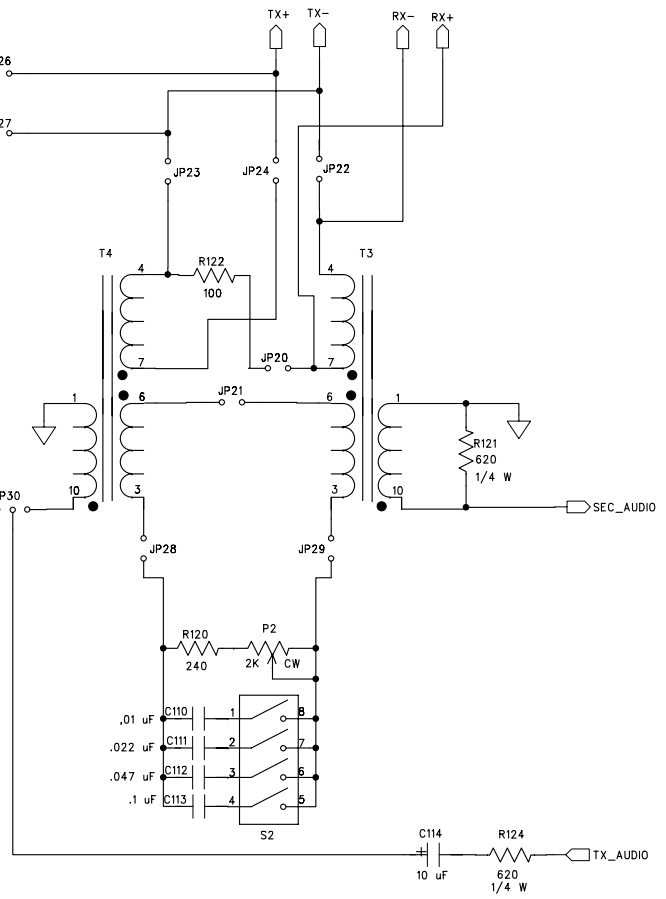 TX+ TX- RX- RX+
26
27
JP23 JP24 JP22
T4 T3
4 R122 4
100
7 JP20 7
1 6 JP21 6 1
R121
620
1/4 W
10 3 3 10
P30 SEC_AUDIO
JP28 JP29
R120 P2
240 2K CW
.01 uF C110 1 8
.022 uF C111 2 7
.047 uF C112 3 6
.1 uF C113 4 5
S2
C114 R124
+ TX_AUDIO
10 uF 620
1/4 W